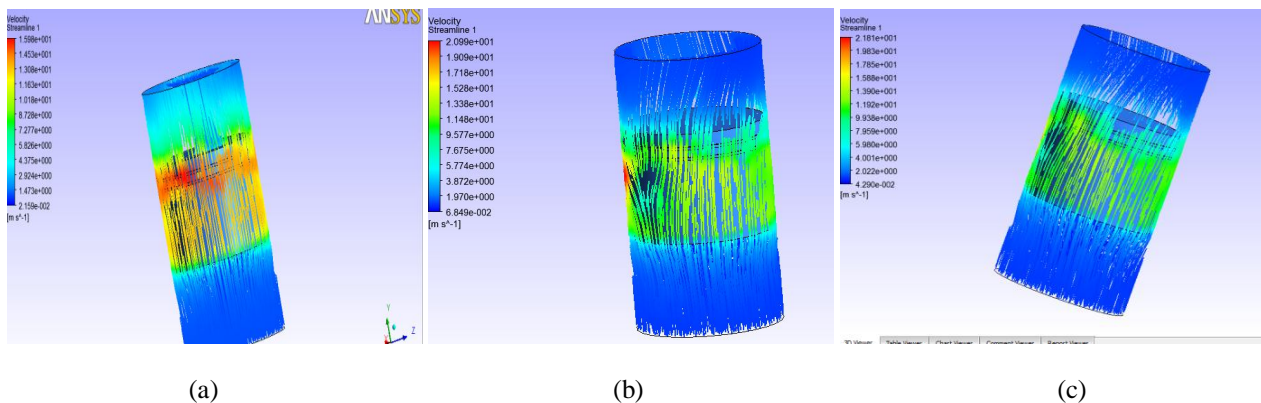 Velocity
Streamline 1
1.598e+001
1.453e+001
1.308e+001
1.163e+001
1.018e+001
8.728e+000
7.277e+000
5.826e+000
4.375e+000
2.924e+000
1.473e+000
2.159e-002
[m s^-1]
ANSYS
Y
Z
Velocity
Streamline 1
2.099e+001
1.909e+001
1.718e+001
1.528e+001
1.338e+001
1.148e+001
9.577e+000
7.675e+000
5.774e+000
3.872e+000
1.970e+000
6.849e-002
[m s^-1]
Velocity
Streamline 1
2.181e+001
1.983e+001
1.785e+001
1.588e+001
1.390e+001
1.192e+001
9.938e+000
7.959e+000
5.980e+000
4.001e+000
2.022e+000
4.290e-002
[m s^-1]
3D Viewer Table Viewer Chart Viewer Comment Viewer Report Viewer
(a) (b) (c)